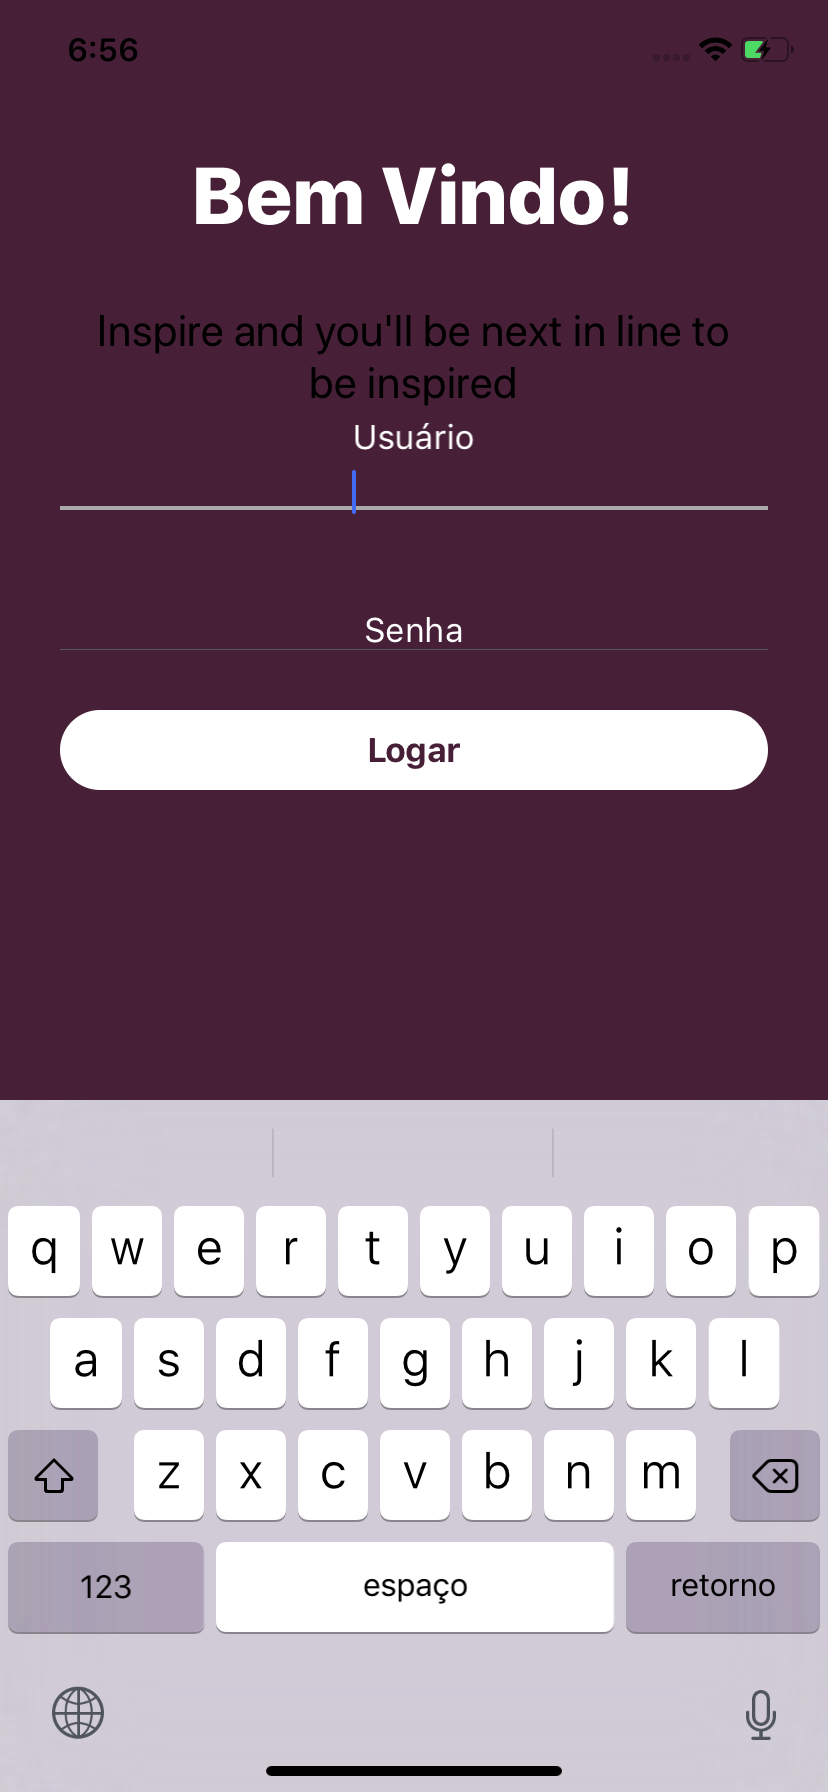 6:56
Bem Vindo!
Inspire and you'll be next in line to
be inspired
Usuário
Senha
Logar
q w e r t y u i o p
a s d f g h j k l
z x c v b n m
123 espaço retorno